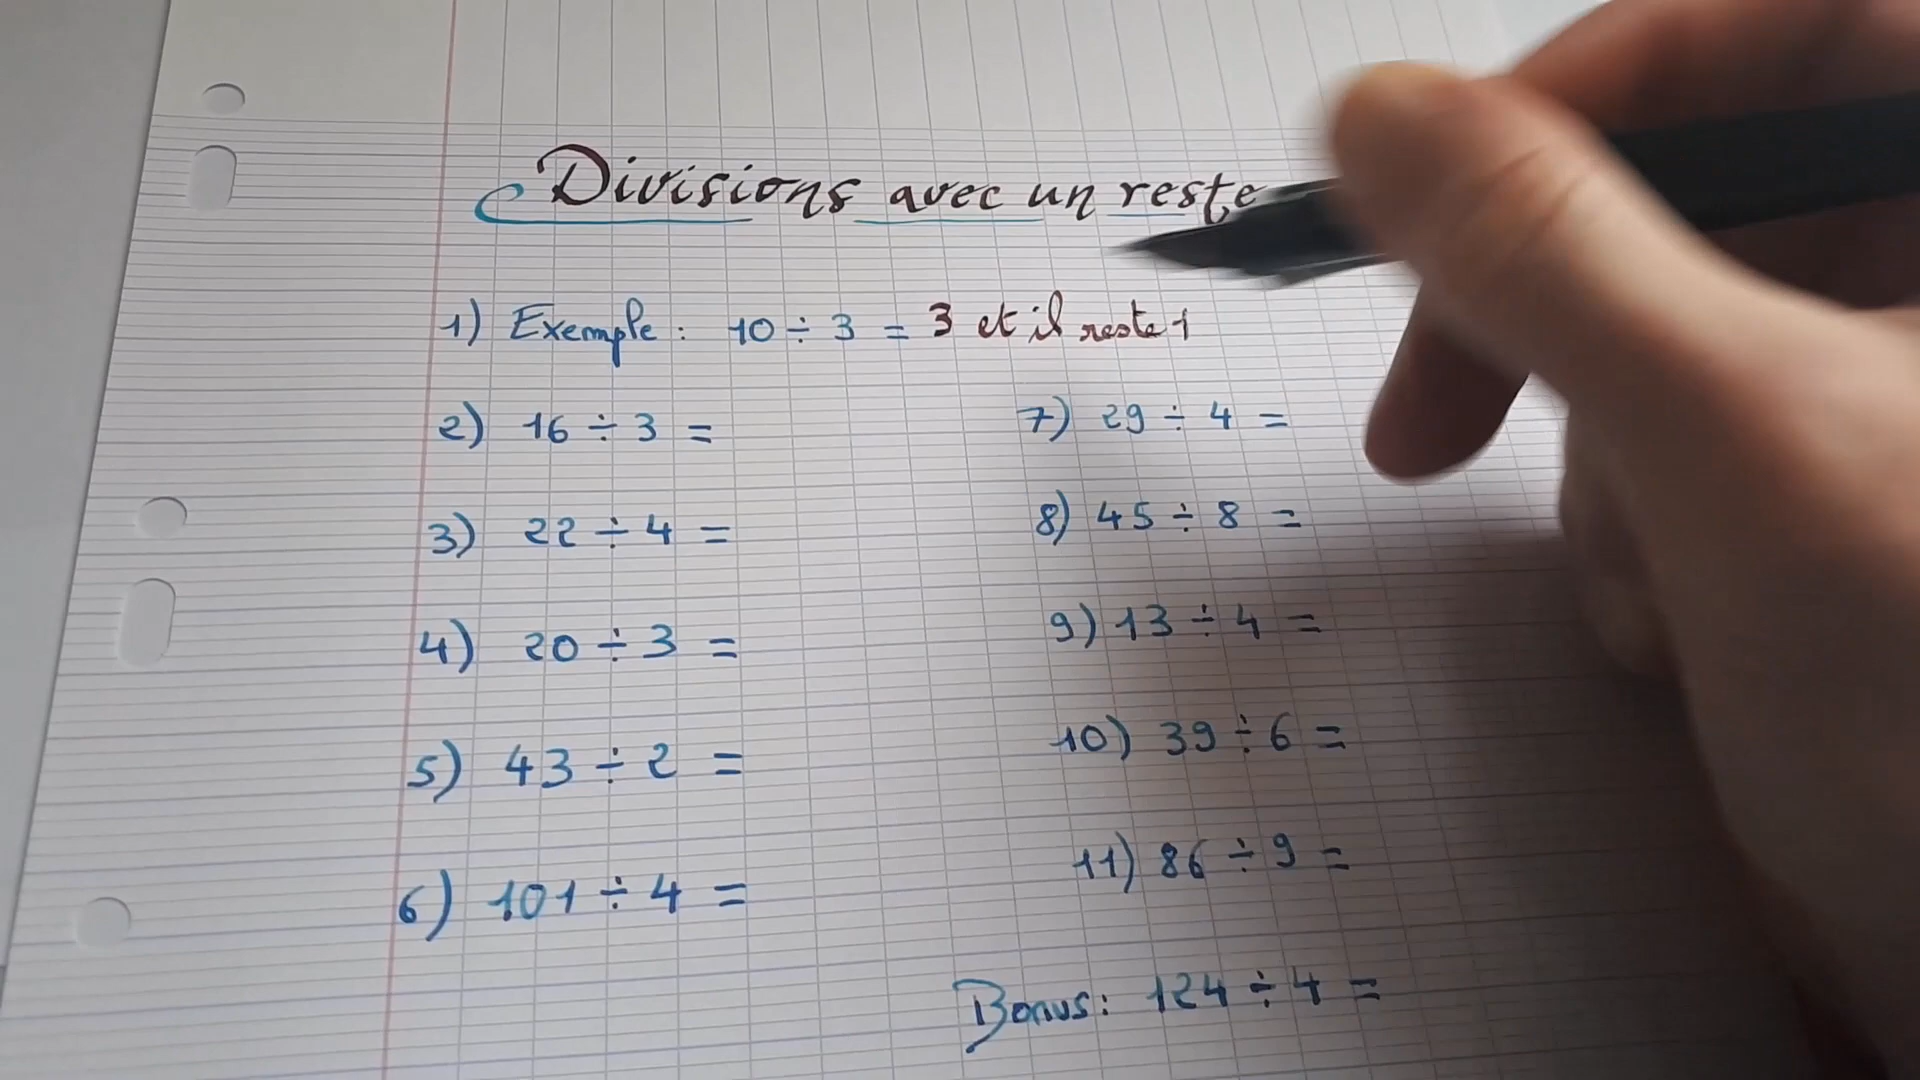 Divisions avec un reste
1) Exemple : 10 ÷ 3 = 3 et il reste 1
2) 16 ÷ 3 =
3) 22 ÷ 4 =
4) 20 ÷ 3 =
5) 43 ÷ 2 =
6) 101 ÷ 4 =
7) 29 ÷ 4 =
8) 45 ÷ 8 =
9) 13 ÷ 4 =
10) 39 ÷ 6 =
11) 86 ÷ 9 =
Bonus : 124 ÷ 4 =